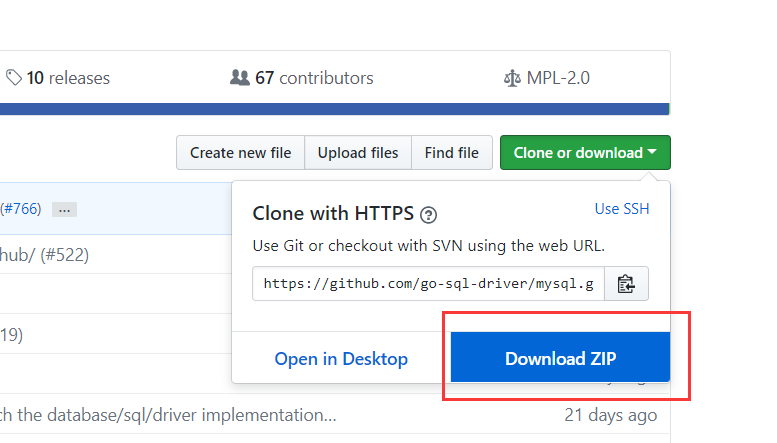 10 releases 67 contributors MPL-2.0
Create new file Upload files Find file Clone or download
(#766) ...
Clone with HTTPS ? Use SSH
hub/ (#522)
Use Git or checkout with SVN using the web URL.
https://github.com/go-sql-driver/mysql.g
19)
Open in Desktop Download ZIP
ch the database/sql/driver implementation… 21 days ago